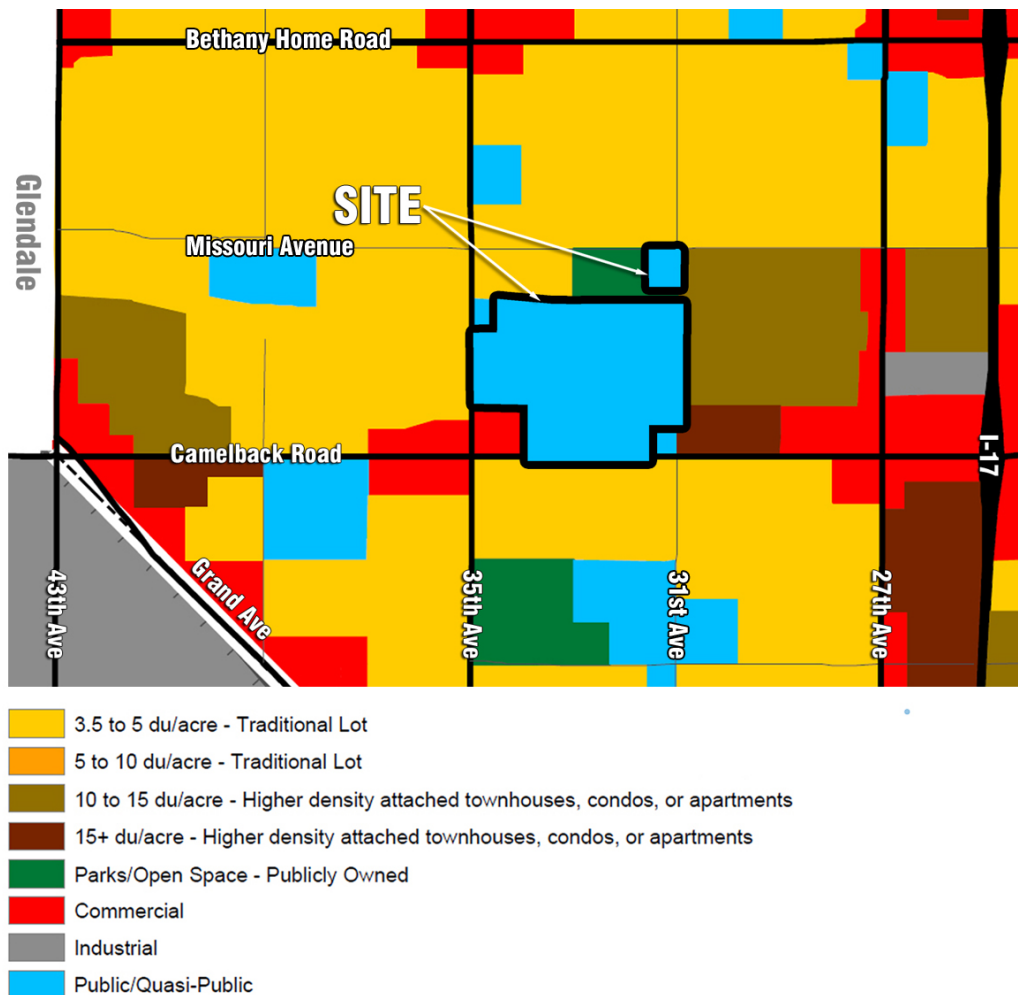 Bethany Home Road
Glendale
SITE
Missouri Avenue
Camelback Road
I-17
Grand Ave
43th Ave
35th Ave
31st Ave
27th Ave
3.5 to 5 du/acre - Traditional Lot
5 to 10 du/acre - Traditional Lot
10 to 15 du/acre - Higher density attached townhouses, condos, or apartments
15+ du/acre - Higher density attached townhouses, condos, or apartments
Parks/Open Space - Publicly Owned
Commercial
Industrial
Public/Quasi-Public